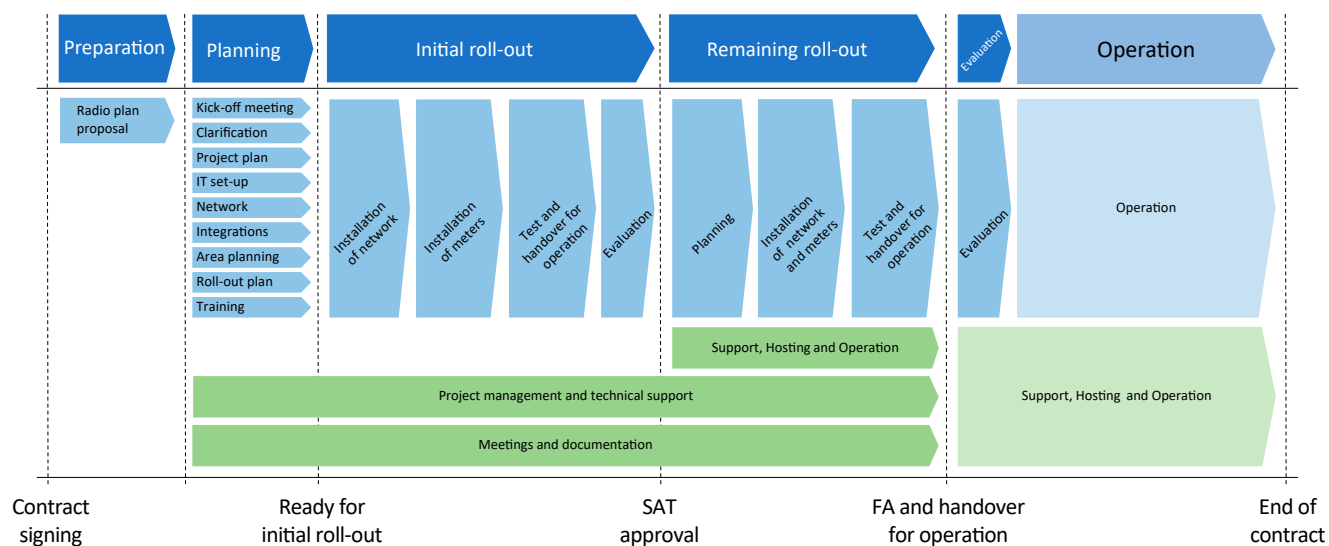 Preparation
Planning
Initial roll-out
Remaining roll-out
Evaluation
Operation
Radio plan
proposal
Kick-off meeting
Clarification
Project plan
IT set-up
Network
Integrations
Area planning
Roll-out plan
Training
Installation
of network
Installation
of meters
Test and
handover for
operation
Evaluation
Planning
Installation
of network
and meters
Test and
handover for
operation
Evaluation
Operation
Support, Hosting and Operation
Project management and technical support
Meetings and documentation
Support, Hosting and Operation
Contract
signing
Ready for
initial roll-out
SAT
approval
FA and handover
for operation
End of
contract